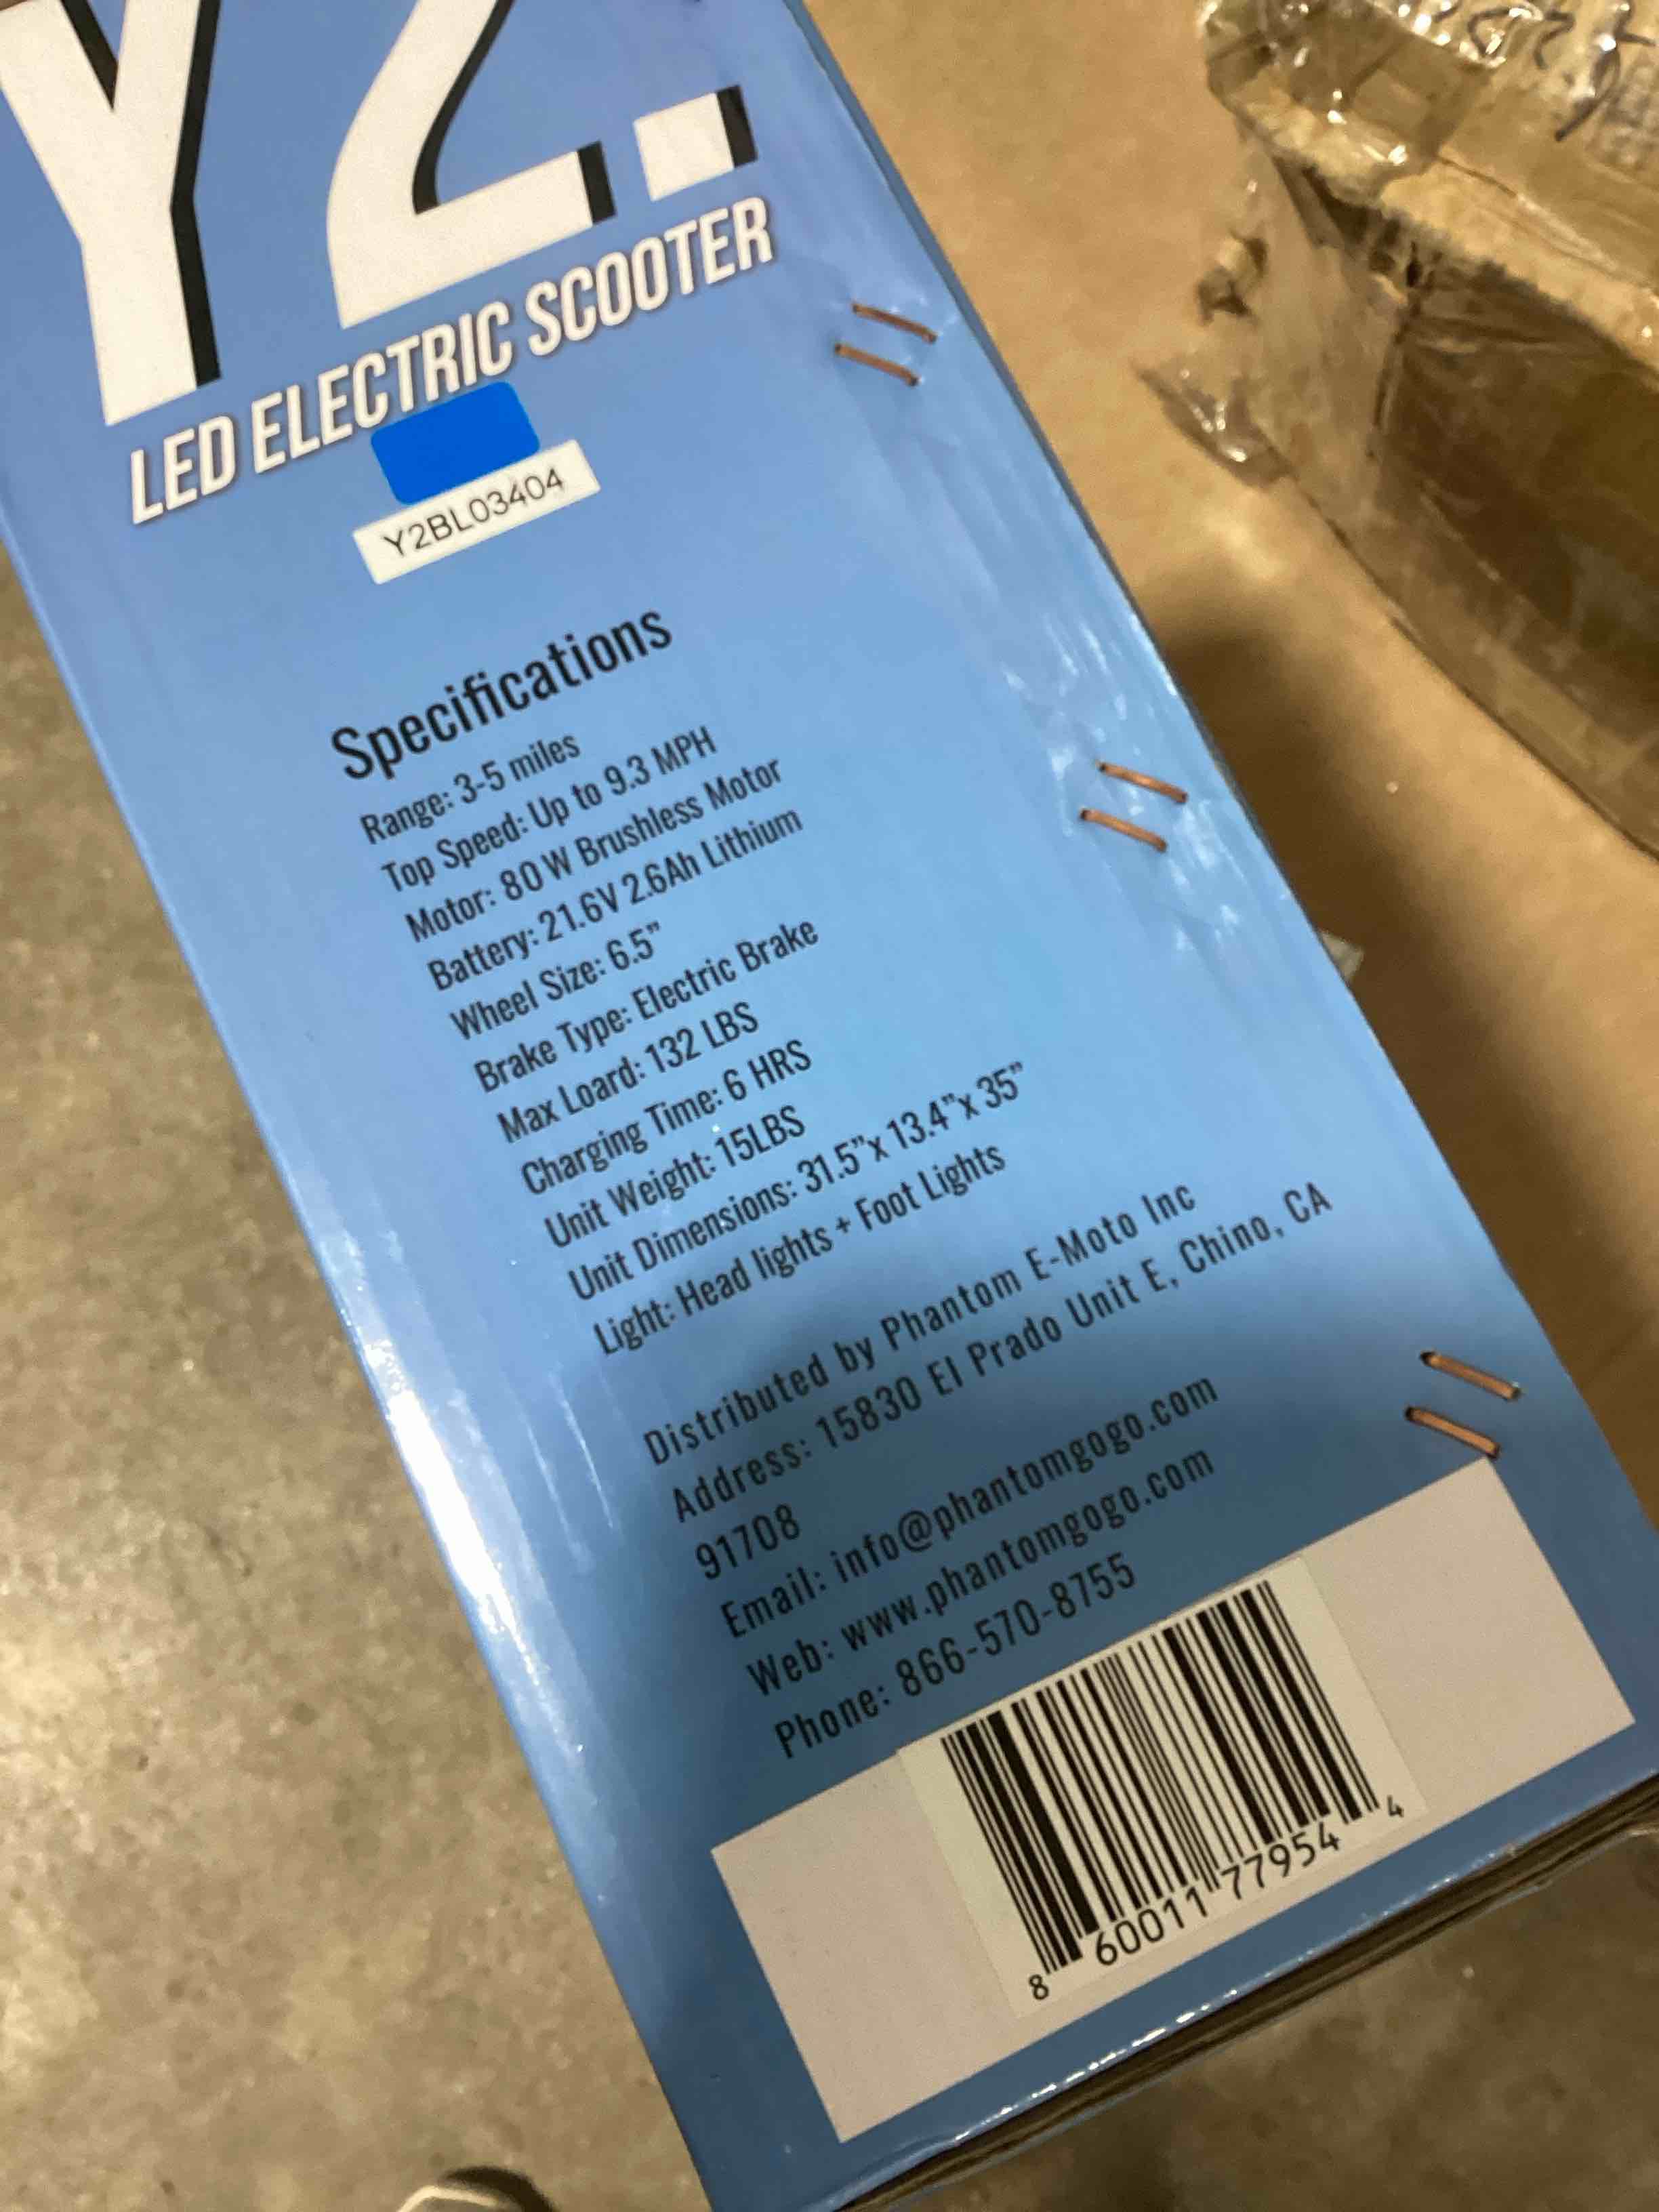 Y2.
LED ELECTRIC SCOOTER
Y2BL03404
Specifications
Range: 3-5 miles
Top Speed: Up to 9.3 MPH
Motor: 80 W Brushless Motor
Battery: 21.6V 2.6Ah Lithium
Wheel Size: 6.5”
Brake Type: Electric Brake
Max Loard: 132 LBS
Charging Time: 6 HRS
Unit Weight: 15LBS
Unit Dimensions: 31.5”x 13.4”x 35”
Light: Head lights + Foot Lights
Distributed by Phantom E-Moto Inc
Address: 15830 El Prado Unit E, Chino, CA
91708
Email: info@phantomgogo.com
Web: www.phantomgogo.com
Phone: 866-570-8755
8 60011 77954 4